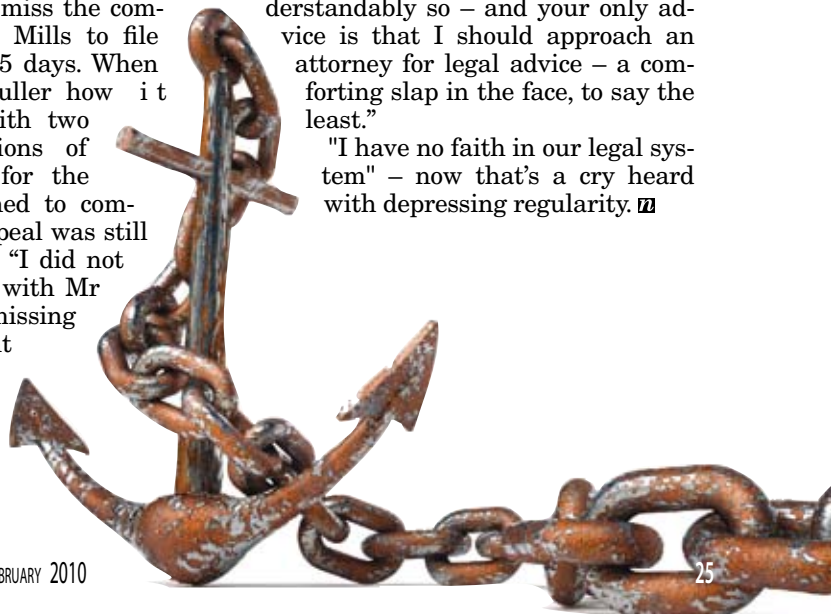 miss the com-
Mills to file
5 days. When
uller how i t
ith two
ions of
for the
ned to com-
peal was still
“I did not
with Mr
missing
t
derstandably so – and your only ad-
vice is that I should approach an
attorney for legal advice – a com-
forting slap in the face, to say the
least.”
"I have no faith in our legal sys-
tem" – now that's a cry heard
with depressing regularity. n
BRUARY 2010
25